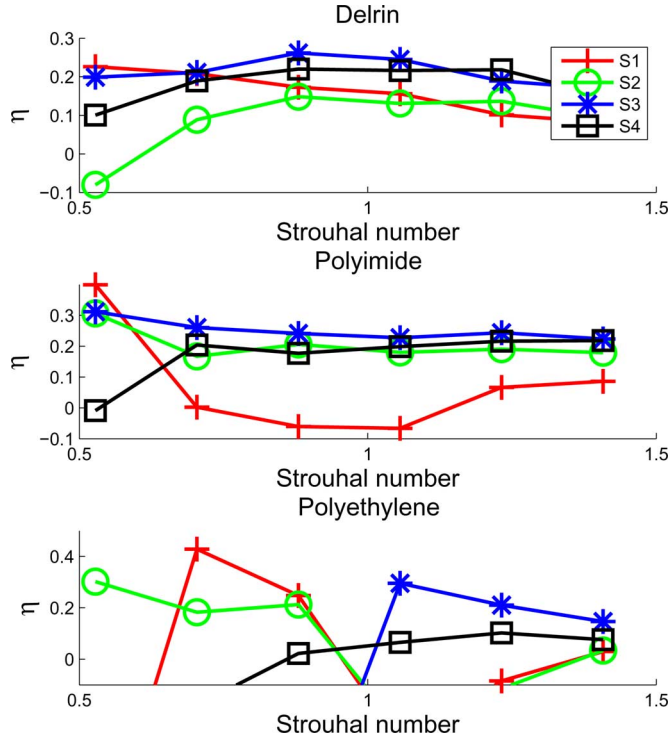 Delrin
0.3
0.2
0.1
0
−0.1
η
0.5
1
1.5
Strouhal number
S1
S2
S3
S4
Polyimide
0.3
0.2
0.1
0
−0.1
η
0.5
1
1.5
Strouhal number
Polyethylene
0.4
0.2
0
η
0.5
1
1.5
Strouhal number